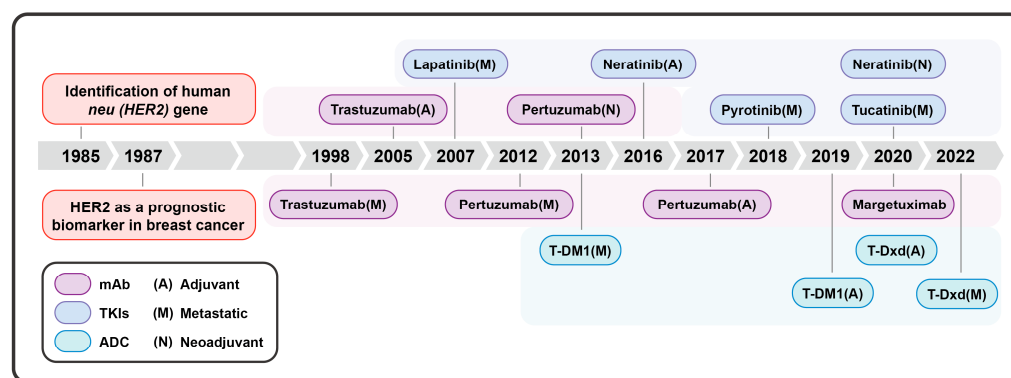 Lapatinib(M)
Neratinib(A)
Neratinib(N)
Identification of human
neu (HER2) gene
Trastuzumab(A)
Pertuzumab(N)
Pyrotinib(M)
Tucatinib(M)
1985
1987
1998
2005
2007
2012
2013
2016
2017
2018
2019
2020
2022
HER2 as a prognostic
biomarker in breast cancer
Trastuzumab(M)
Pertuzumab(M)
Pertuzumab(A)
Margetuximab
T-DM1(M)
T-Dxd(A)
T-DM1(A)
T-Dxd(M)
mAb (A) Adjuvant
TKIs (M) Metastatic
ADC (N) Neoadjuvant